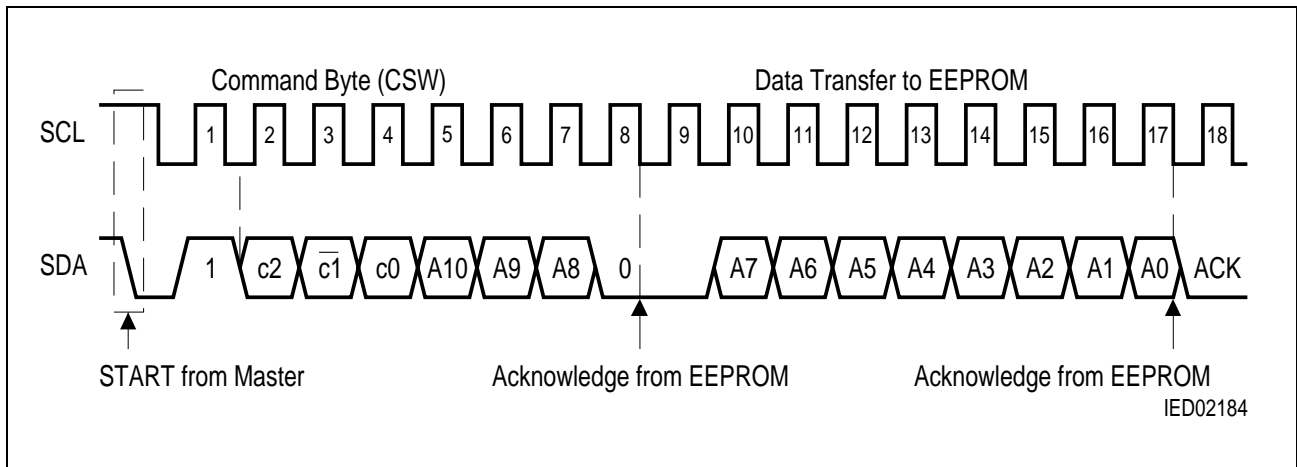 Command Byte (CSW) Data Transfer to EEPROM
SCL 1 2 3 4 5 6 7 8 9 10 11 12 13 14 15 16 17 18
SDA 1 c2 c̅1̅ c0 A10 A9 A8 0 A7 A6 A5 A4 A3 A2 A1 A0 ACK
START from Master Acknowledge from EEPROM Acknowledge from EEPROM
IED02184